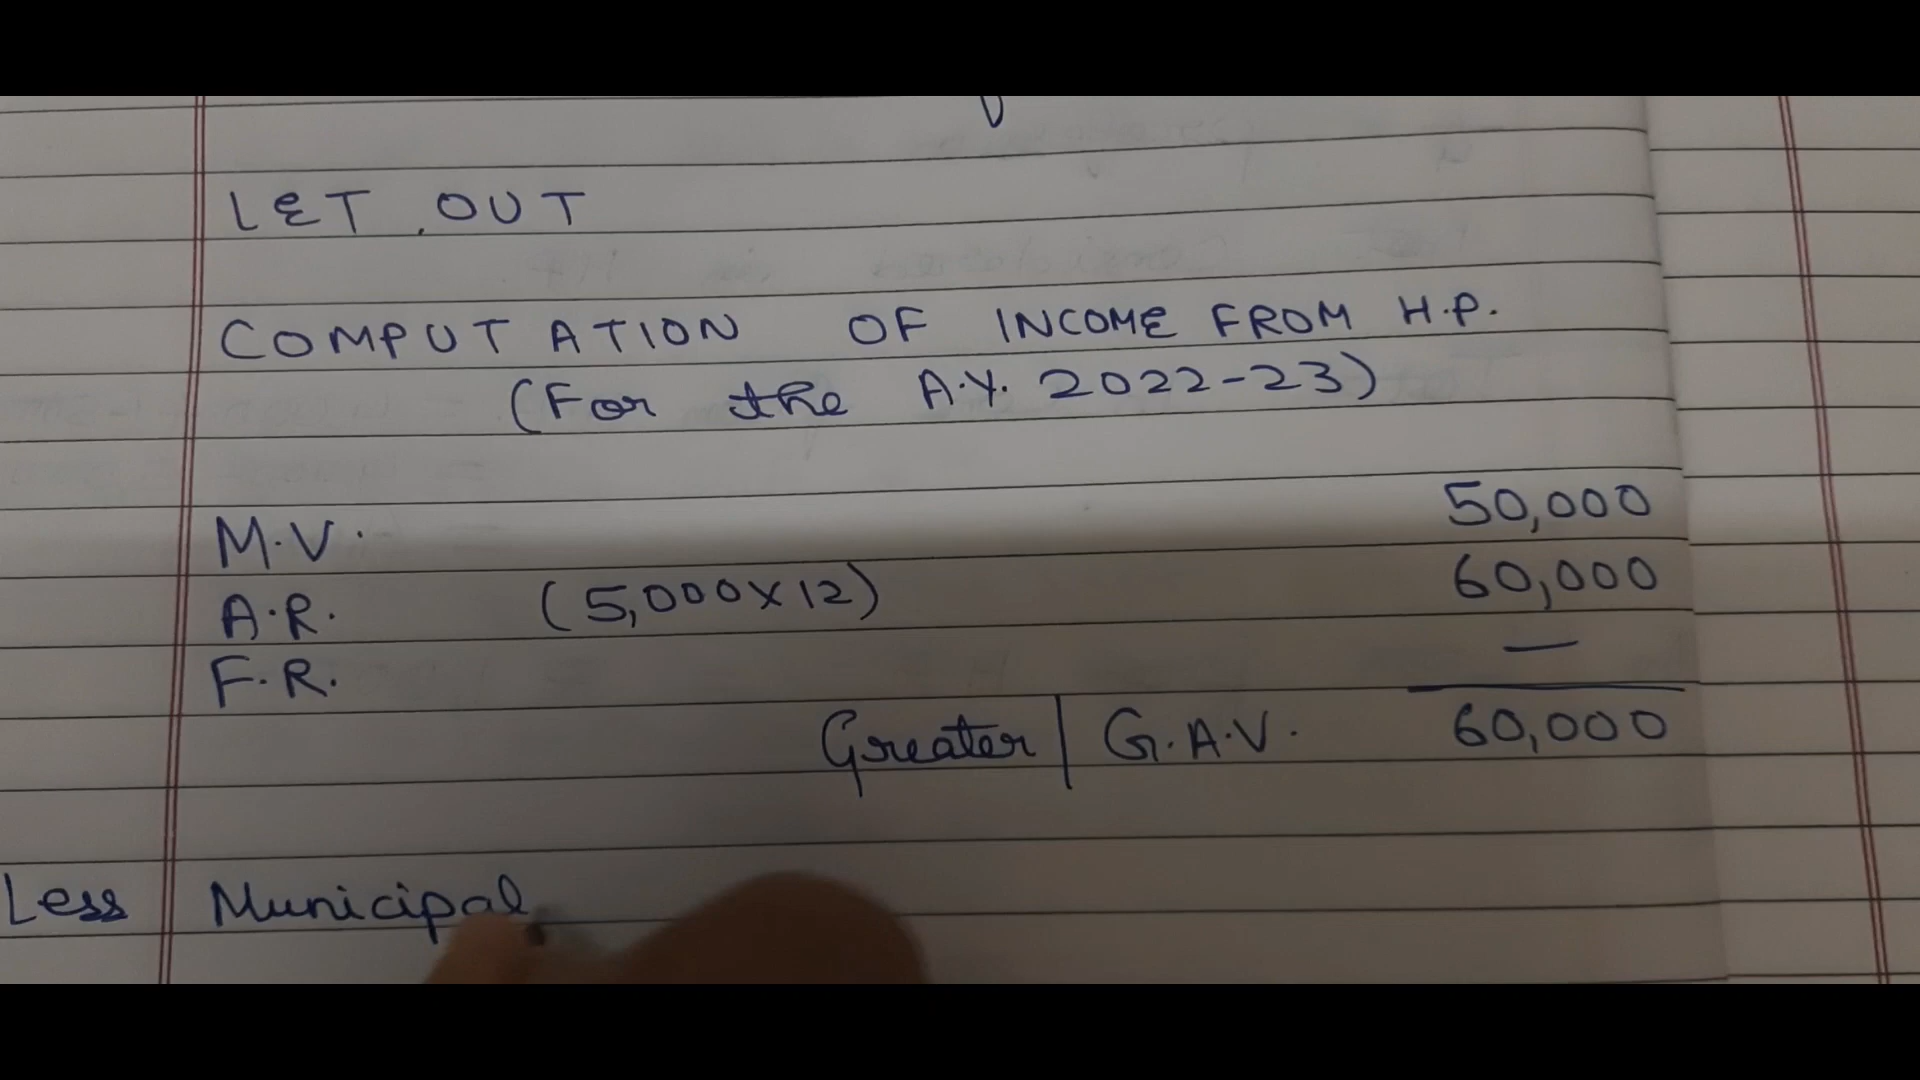 LET OUT
COMPUTATION OF INCOME FROM H.P.
(For the A.Y. 2022-23)
M.V. 50,000
A.R. (5,000x12) 60,000
F.R. —
Greater | G.A.V. 60,000
Less Municipal